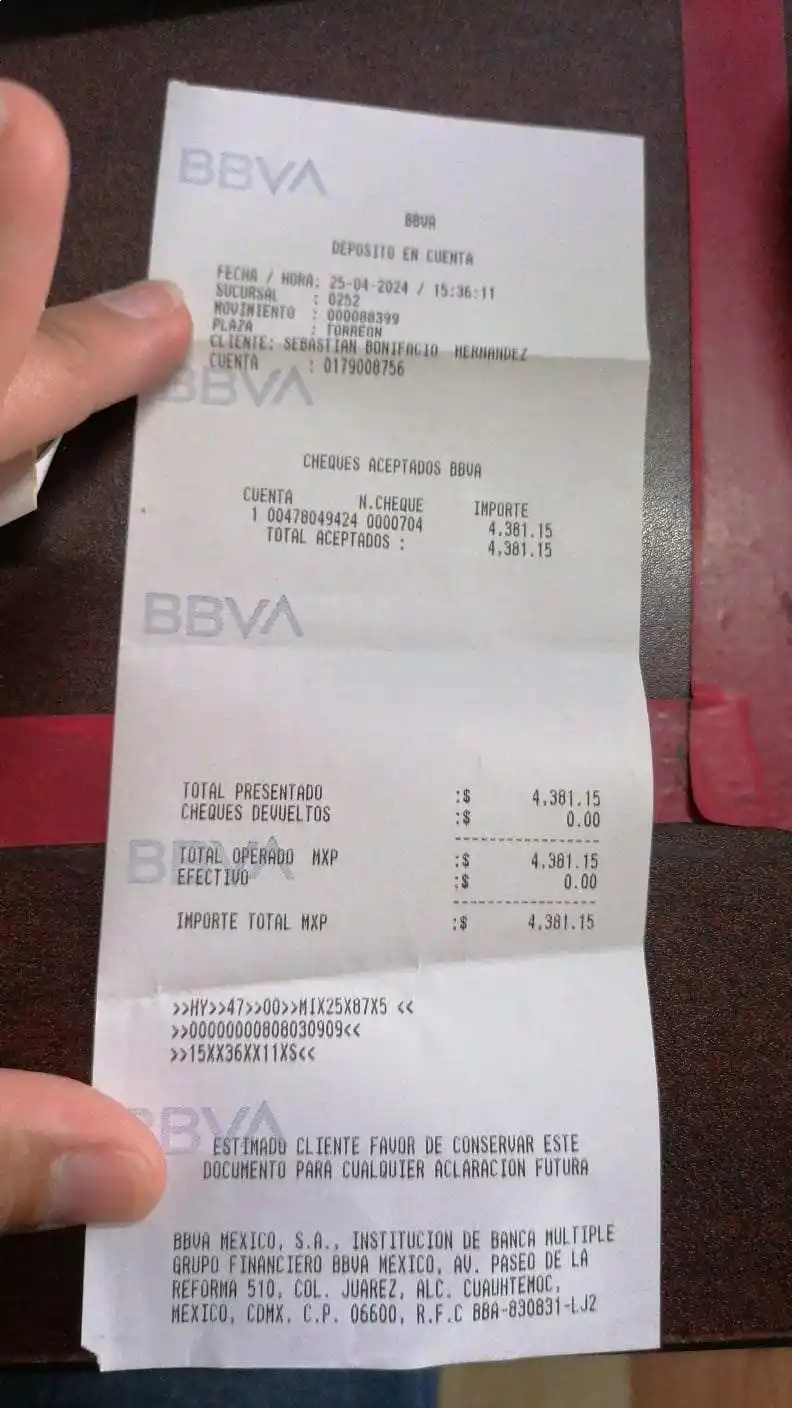 BBVA
BBVA
DEPOSITO EN CUENTA
FECHA / HORA: 25-04-2024 / 15:36:11
SUCURSAL : 0252
MOVIMIENTO : 000088399
PLAZA : TORREON
CLIENTE: SEBASTIAN BONIFACIO HERNANDEZ
CUENTA : 0179008756
BBVA
CHEQUES ACEPTADOS BBVA
CUENTA N.CHEQUE IMPORTE
1 00478049424 0000704 4,381.15
TOTAL ACEPTADOS : 4,381.15
BBVA
TOTAL PRESENTADO :$ 4,381.15
CHEQUES DEVUELTOS :$ 0.00
------------------
BBVA
TOTAL OPERADO MXP :$ 4,381.15
EFECTIVO :$ 0.00
------------------
IMPORTE TOTAL MXP :$ 4,381.15
>>HY>>47>>00>>MIX25X87X5 <<
>>00000000808030909<<
>>15XX36XX11XS<<
BBVA
ESTIMADO CLIENTE FAVOR DE CONSERVAR ESTE
DOCUMENTO PARA CUALQUIER ACLARACION FUTURA
BBVA MEXICO, S.A., INSTITUCION DE BANCA MULTIPLE
GRUPO FINANCIERO BBVA MEXICO, AV. PASEO DE LA
REFORMA 510, COL. JUAREZ, ALC. CUAUHTEMOC,
MEXICO, CDMX. C.P. 06600, R.F.C BBA-830831-LJ2